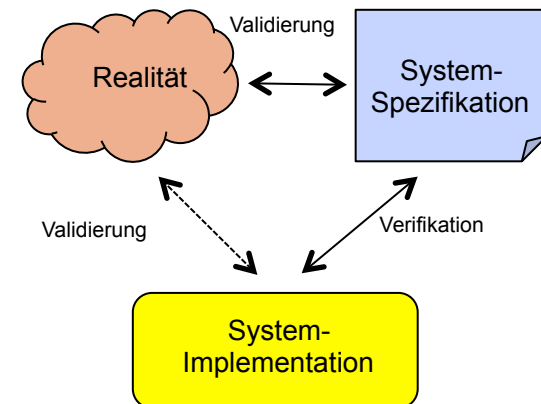 Validierung
Realität
System-
Spezifikation
Validierung
Verifikation
System-
Implementation